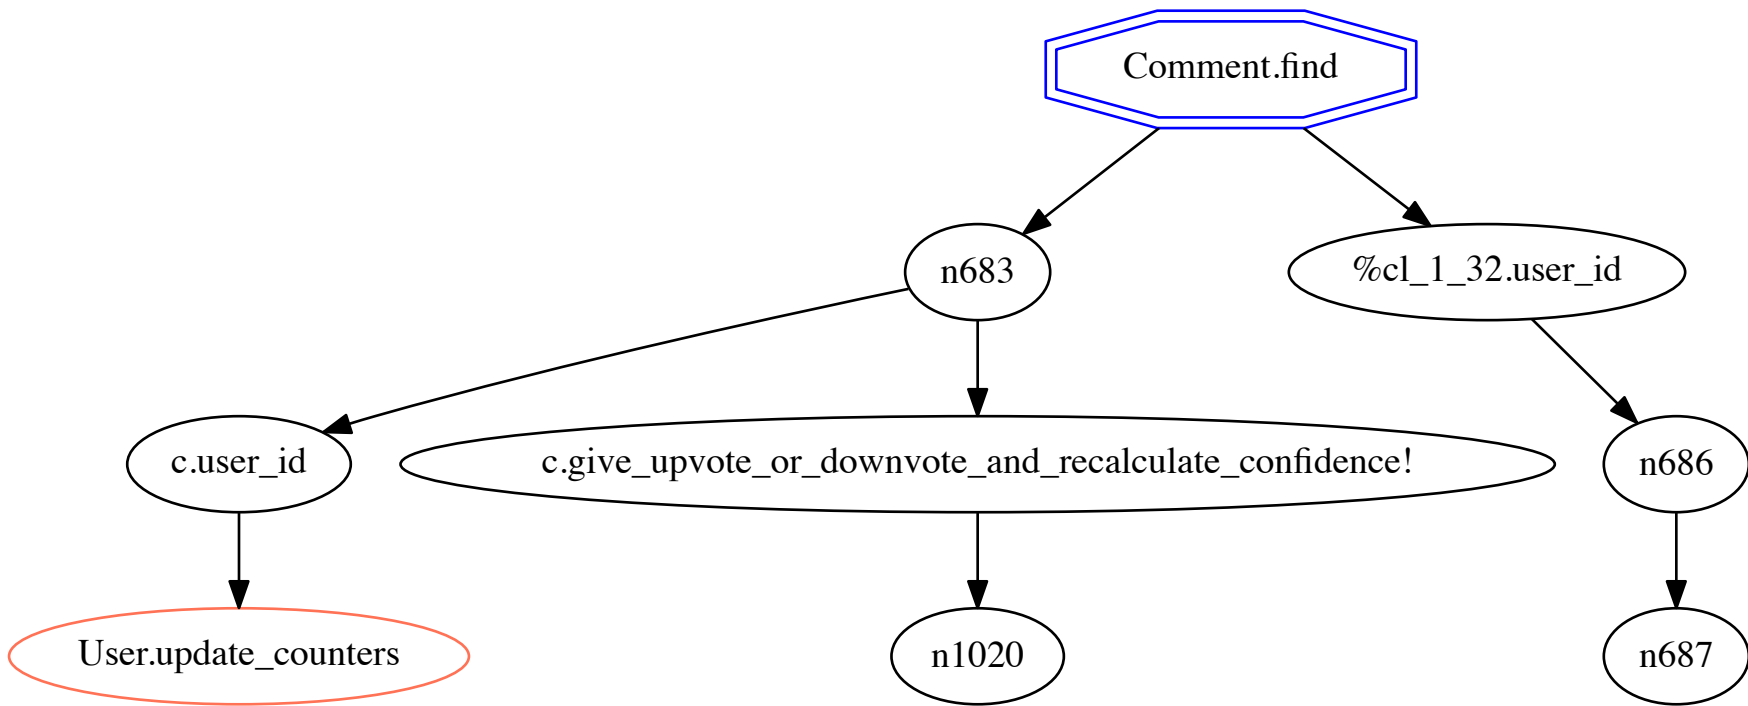 Comment.find
n683
%cl_1_32.user_id
c.user_id
c.give_upvote_or_downvote_and_recalculate_confidence!
n686
User.update_counters
n1020
n687